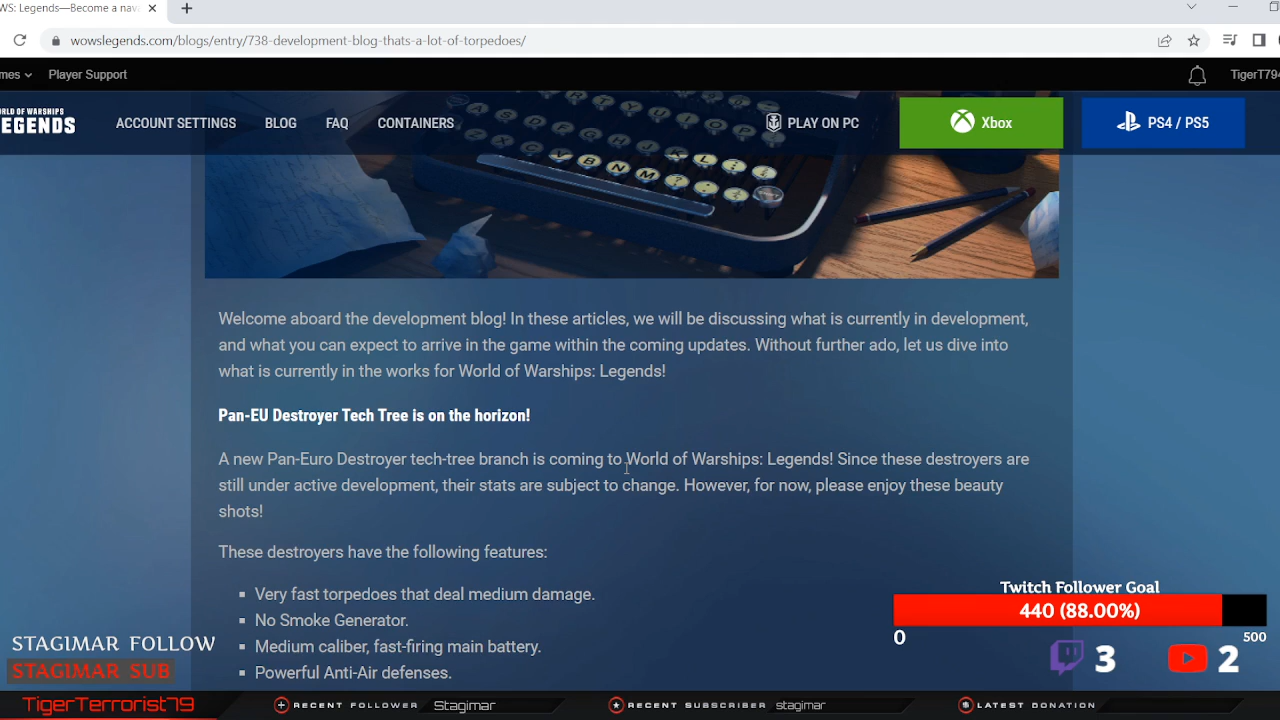 WS: Legends—Become a nav
wowslegends.com/blogs/entry/738-development-blog-thats-a-lot-of-torpedoes/
mes Player Support TigerT794
ORLD OF WARSHIPS
LEGENDS
ACCOUNT SETTINGS BLOG FAQ CONTAINERS PLAY ON PC Xbox PS4 / PS5
Welcome aboard the development blog! In these articles, we will be discussing what is currently in development,
and what you can expect to arrive in the game within the coming updates. Without further ado, let us dive into
what is currently in the works for World of Warships: Legends!
Pan-EU Destroyer Tech Tree is on the horizon!
A new Pan-Euro Destroyer tech-tree branch is coming to World of Warships: Legends! Since these destroyers are
still under active development, their stats are subject to change. However, for now, please enjoy these beauty
shots!
These destroyers have the following features:
Very fast torpedoes that deal medium damage.
No Smoke Generator.
Medium caliber, fast-firing main battery.
Powerful Anti-Air defenses.
Twitch Follower Goal
440 (88.00%)
0 500
3 2
STAGIMAR FOLLOW
STAGIMAR SUB
TigerTerrorist79 RECENT FOLLOWER Stagimar RECENT SUBSCRIBER stagimar LATEST DONATION